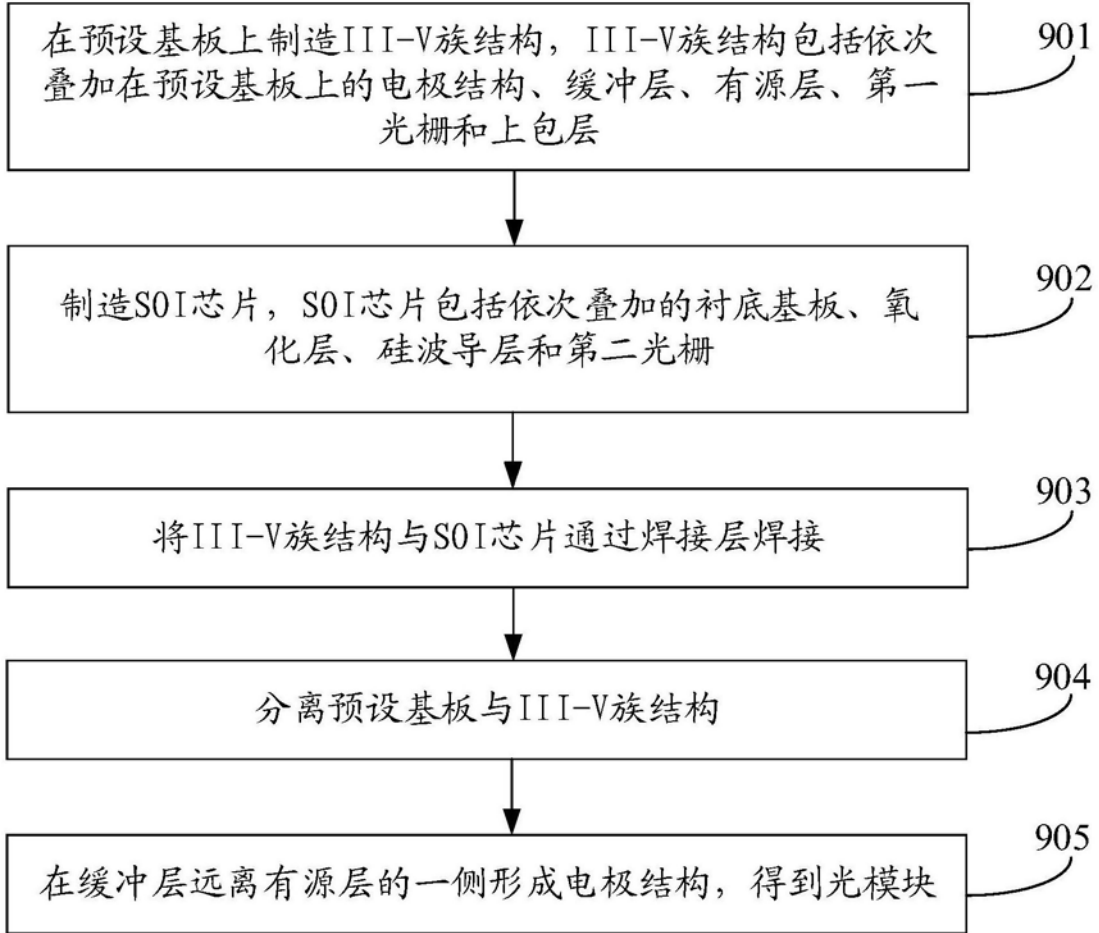 在预设基板上制造III-V族结构，III-V族结构包括依次
叠加在预设基板上的电极结构、缓冲层、有源层、第一
光栅和上包层
901
制造SOI芯片，SOI芯片包括依次叠加的衬底基板、氧
化层、硅波导层和第二光栅
902
将III-V族结构与SOI芯片通过焊接层焊接
903
分离预设基板与III-V族结构
904
在缓冲层远离有源层的一侧形成电极结构，得到光模块
905